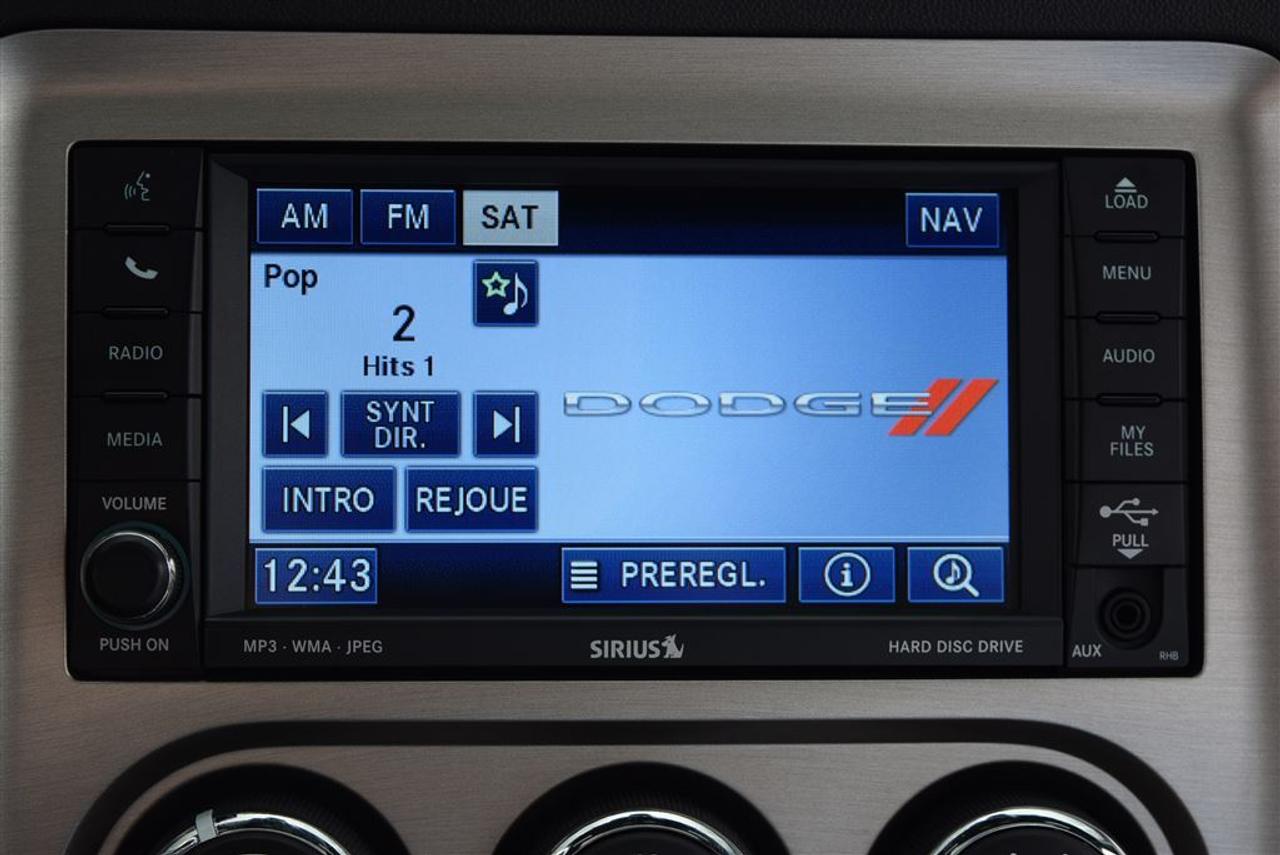 AM
FM
SAT
NAV
Pop
2
Hits 1
SYNT
DIR.
INTRO
REJOUE
DODGE
12:43
PREREGL.
i
RADIO
MEDIA
VOLUME
PUSH ON
LOAD
MENU
AUDIO
MY
FILES
PULL
AUX
RHB
MP3 · WMA · JPEG
SIRIUS
HARD DISC DRIVE